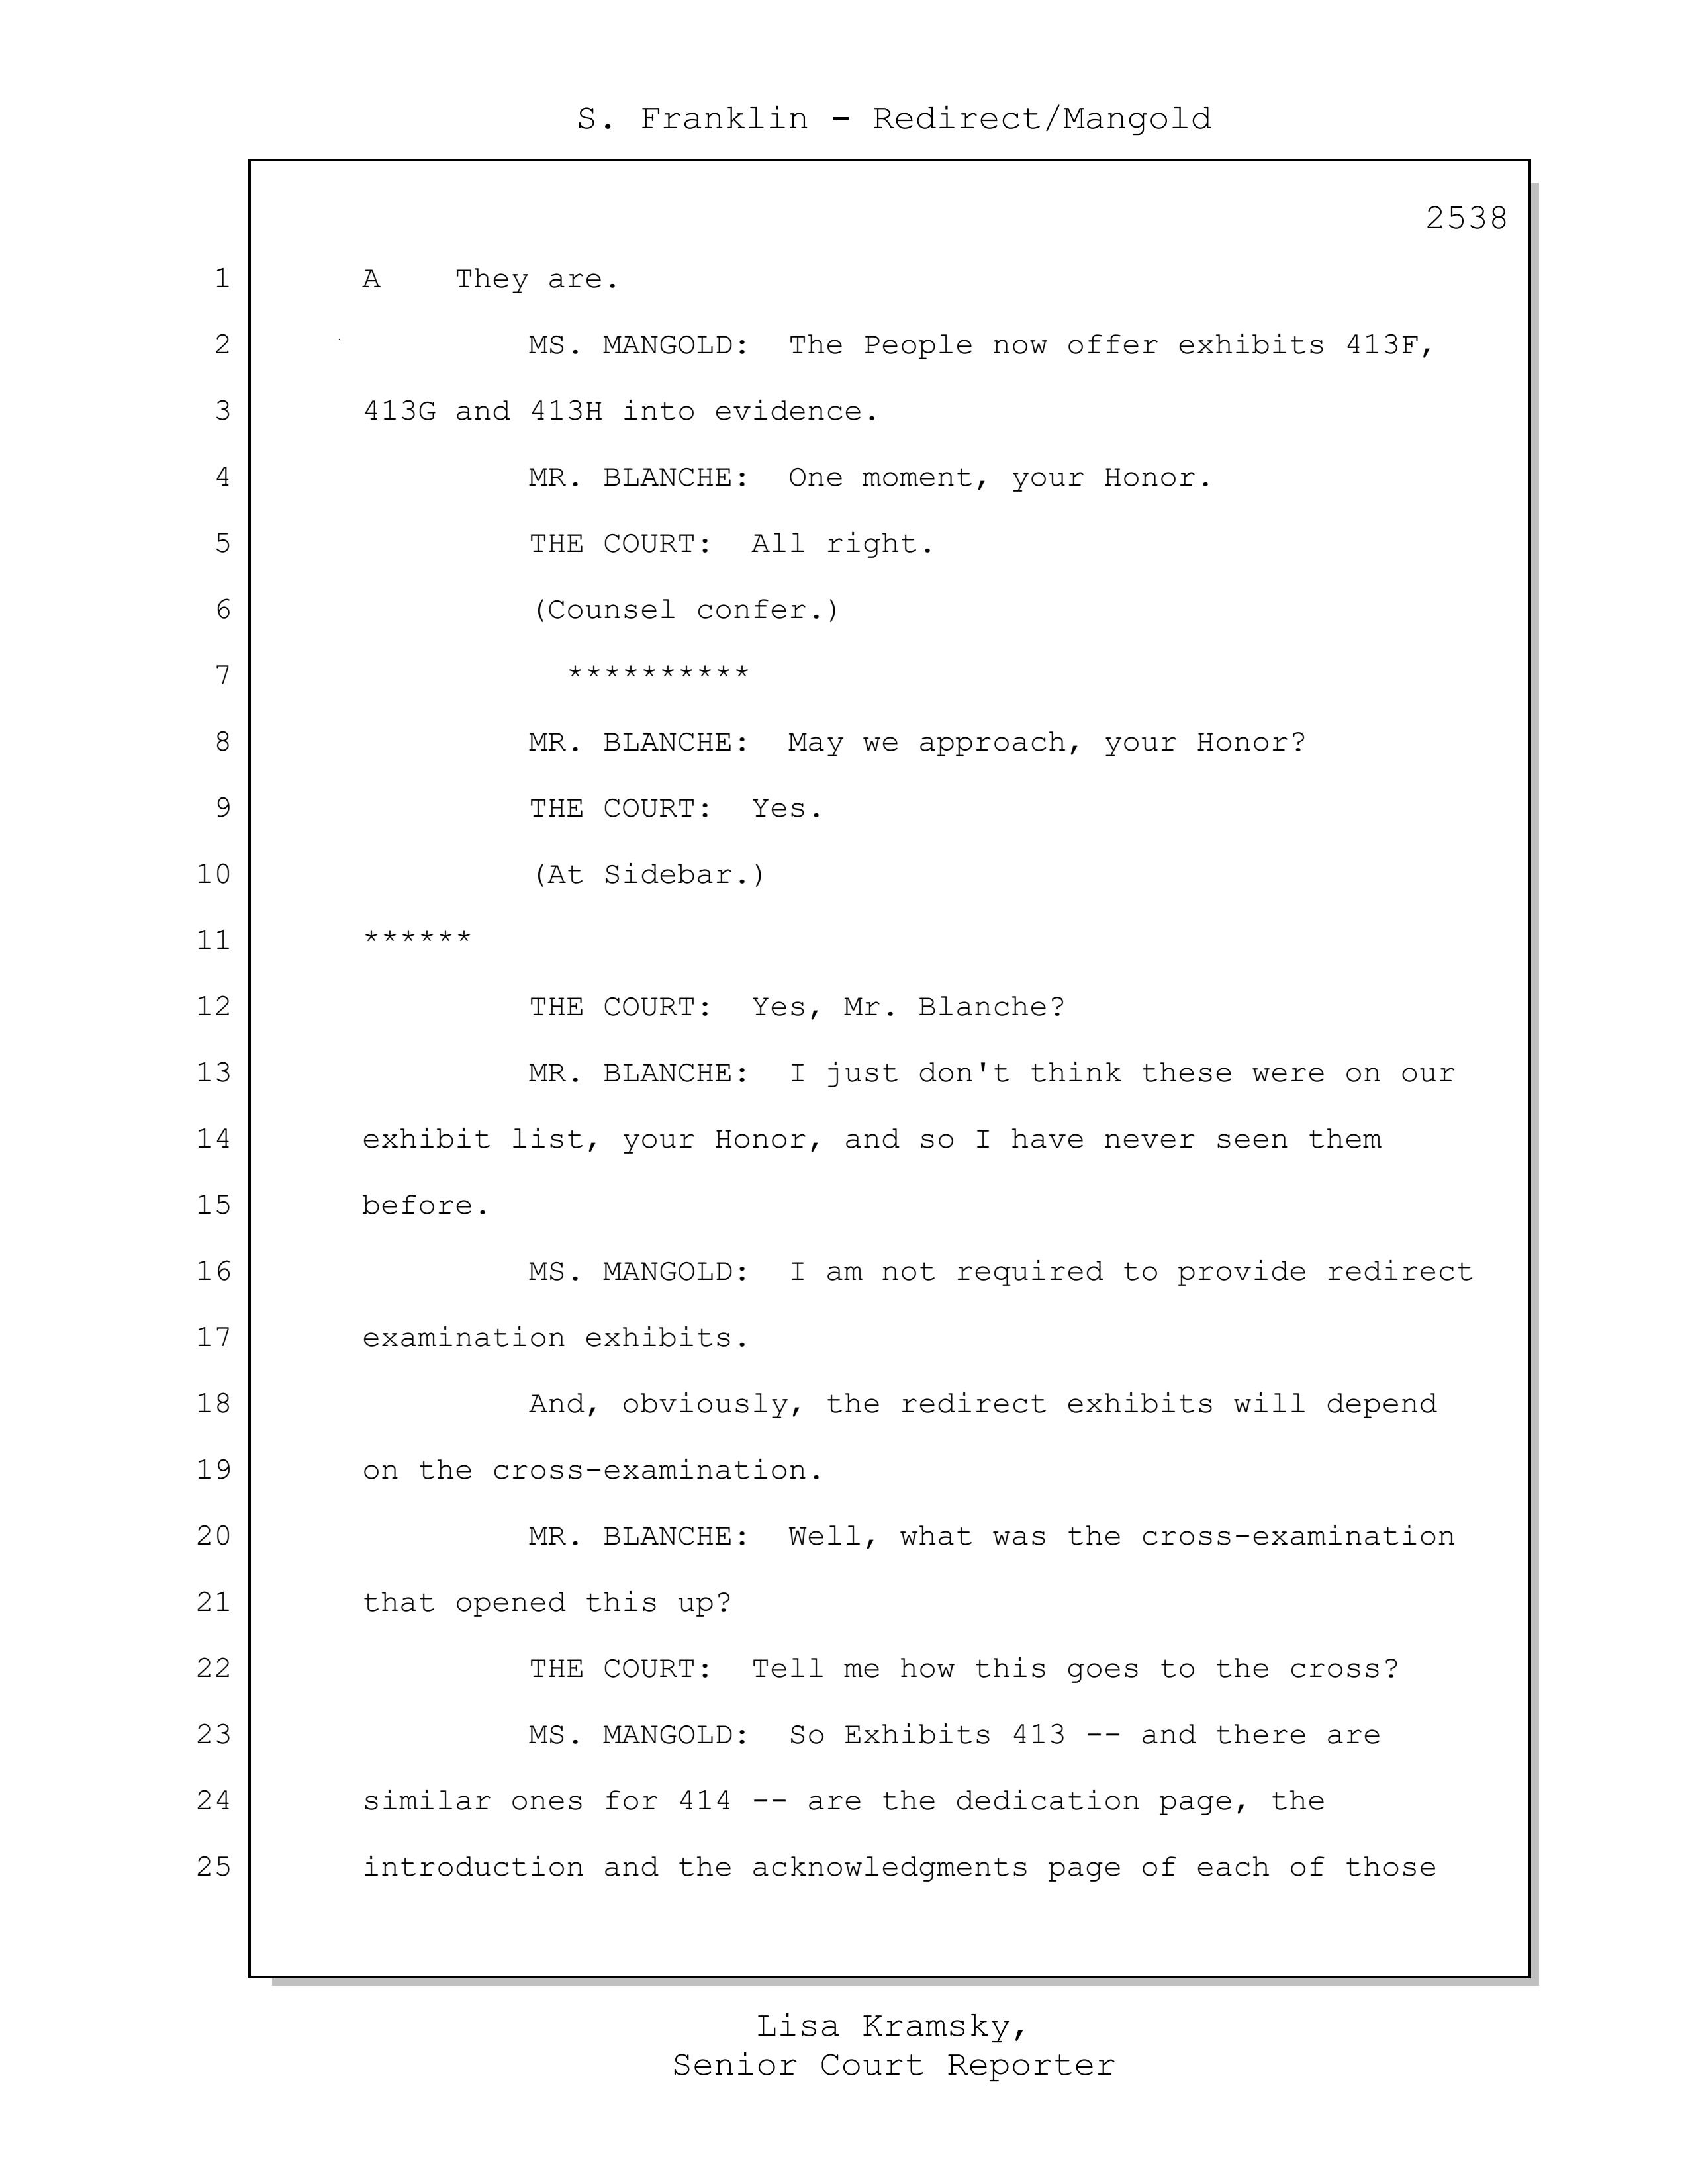 S. Franklin - Redirect/Mangold
2538
1 A They are.
2 MS. MANGOLD: The People now offer exhibits 413F,
3 413G and 413H into evidence.
4 MR. BLANCHE: One moment, your Honor.
5 THE COURT: All right.
6 (Counsel confer.)
7 **********
8 MR. BLANCHE: May we approach, your Honor?
9 THE COURT: Yes.
10 (At Sidebar.)
11 ******
12 THE COURT: Yes, Mr. Blanche?
13 MR. BLANCHE: I just don't think these were on our
14 exhibit list, your Honor, and so I have never seen them
15 before.
16 MS. MANGOLD: I am not required to provide redirect
17 examination exhibits.
18 And, obviously, the redirect exhibits will depend
19 on the cross-examination.
20 MR. BLANCHE: Well, what was the cross-examination
21 that opened this up?
22 THE COURT: Tell me how this goes to the cross?
23 MS. MANGOLD: So Exhibits 413 -- and there are
24 similar ones for 414 -- are the dedication page, the
25 introduction and the acknowledgments page of each of those
Lisa Kramsky,
Senior Court Reporter